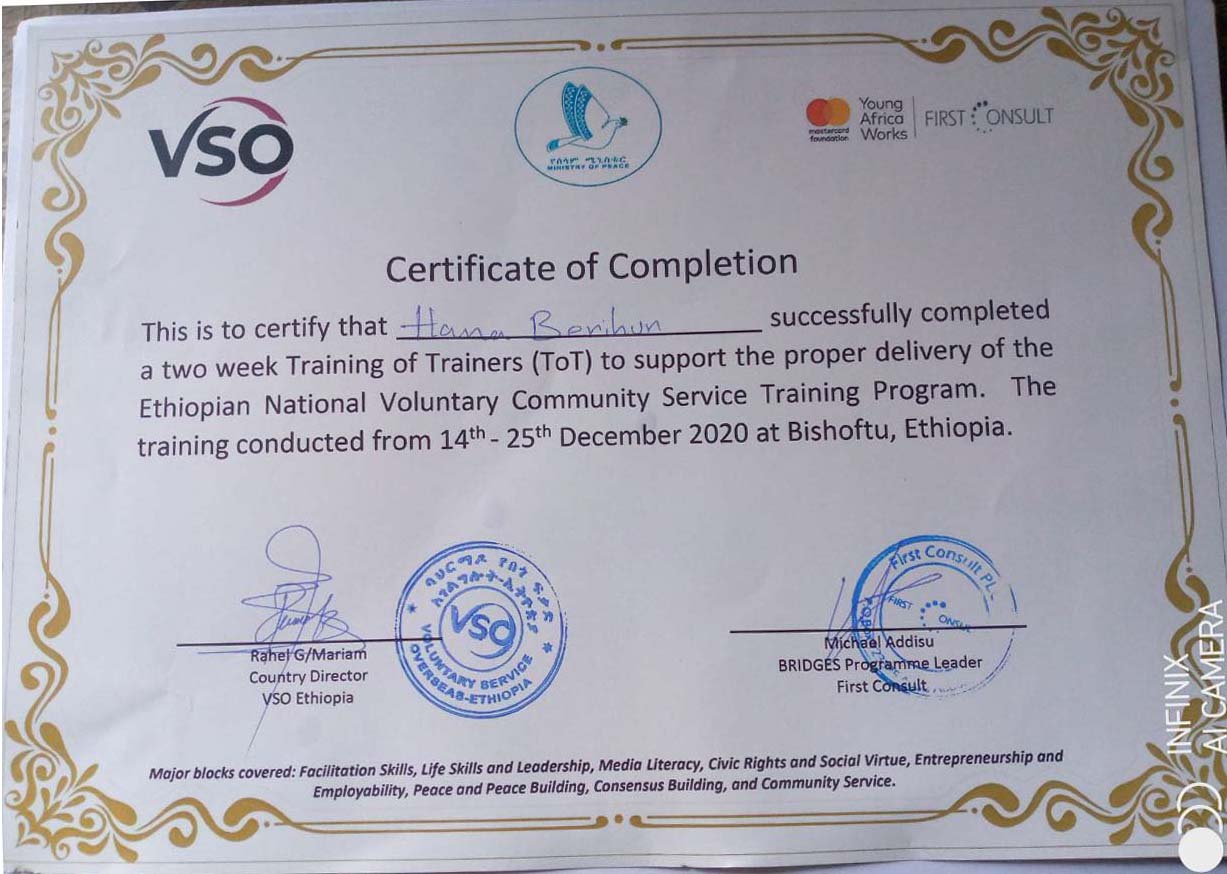 VSO
የሰላም ሚኒስቴር
MINISTRY OF PEACE
mastercard
foundation
Young
Africa
Works
FIRST CONSULT
Certificate of Completion
This is to certify that Hana Berihun successfully completed
a two week Training of Trainers (ToT) to support the proper delivery of the
Ethiopian National Voluntary Community Service Training Program. The
training conducted from 14th - 25th December 2020 at Bishoftu, Ethiopia.
VSO
VOLUNTARY SERVICE
OVERSEAS-ETHIOPIA
First Consult
FIRST CONSULT
Rahel G/Mariam
Country Director
VSO Ethiopia
Michael Addisu
BRIDGES Programme Leader
First Consult
Major blocks covered: Facilitation Skills, Life Skills and Leadership, Media Literacy, Civic Rights and Social Virtue, Entrepreneurship and
Employability, Peace and Peace Building, Consensus Building, and Community Service.
INFINIX
AI CAMERA